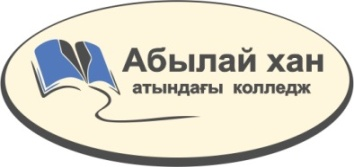 Абылай хан
атындағы колледж